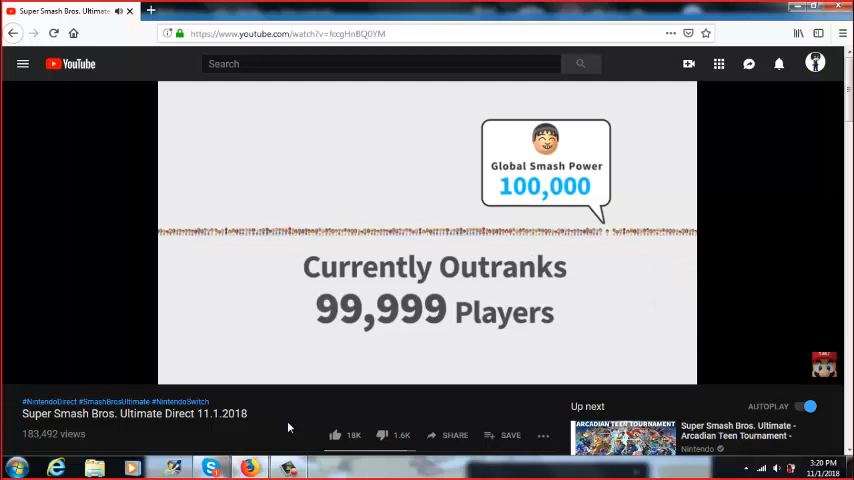 Super Smash Bros. Ultimate
https://www.youtube.com/watch?v=fccgHnBQ0YM
YouTube
Search
Global Smash Power
100,000
Currently Outranks
99,999 Players
#NintendoDirect #SmashBrosUltimate #NintendoSwitch
Super Smash Bros. Ultimate Direct 11.1.2018
183,492 views
18K
1.6K
SHARE
SAVE
Up next
AUTOPLAY
ARCADIAN TEEN TOURNAMENT
Super Smash Bros. Ultimate -
Arcadian Teen Tournament -
Nintendo
3:20 PM
11/1/2018